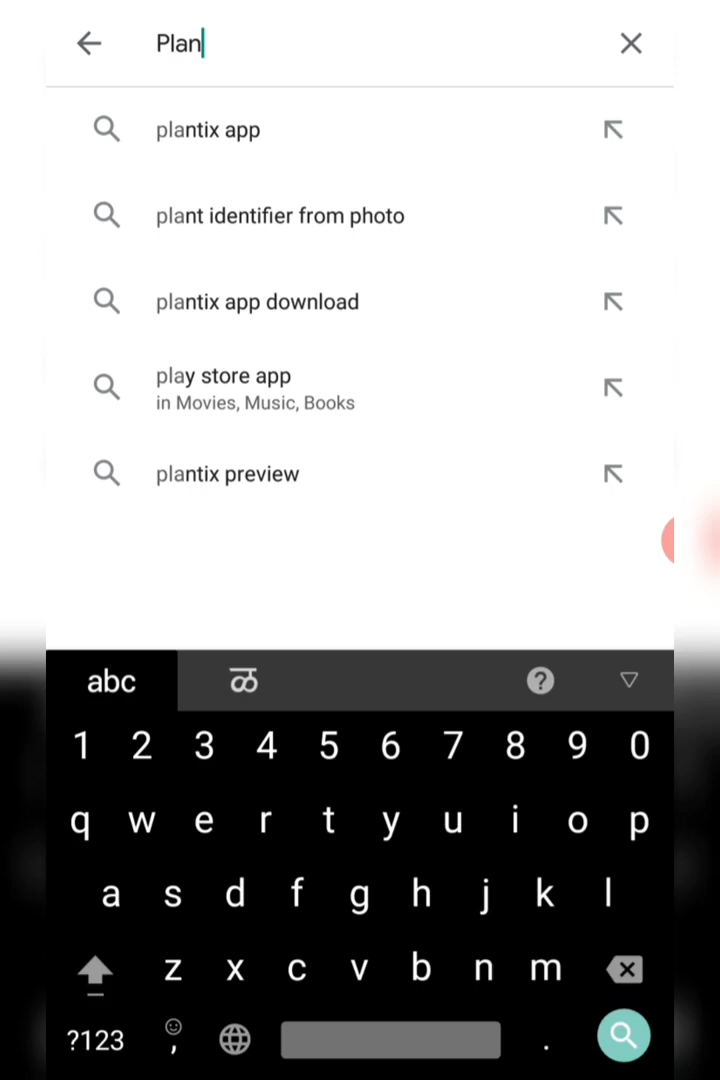 Plan
plantix app
plant identifier from photo
plantix app download
play store app
in Movies, Music, Books
plantix preview
abc ळ ?
1 2 3 4 5 6 7 8 9 0
q w e r t y u i o p
a s d f g h j k l
z x c v b n m
?123 , .